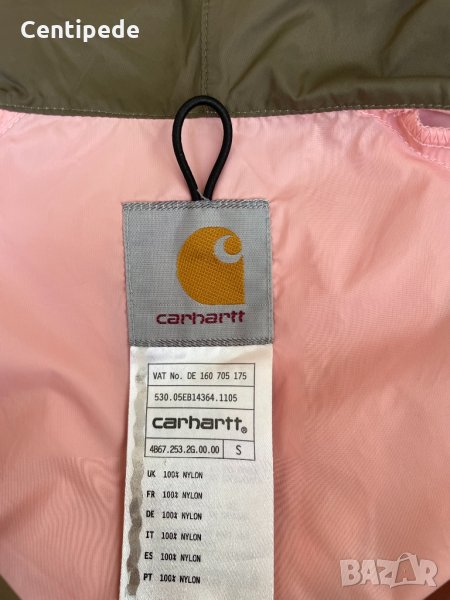 Centipede
carhartt
VAT No. DE 160 705 175
530.05EB14364.1105
carhartt®
4B67.253.2G.00.00 S
UK 100% NYLON
FR 100% NYLON
DE 100% NYLON
IT 100% NYLON
ES 100% NYLON
PT 100% NYLON
BAZAR